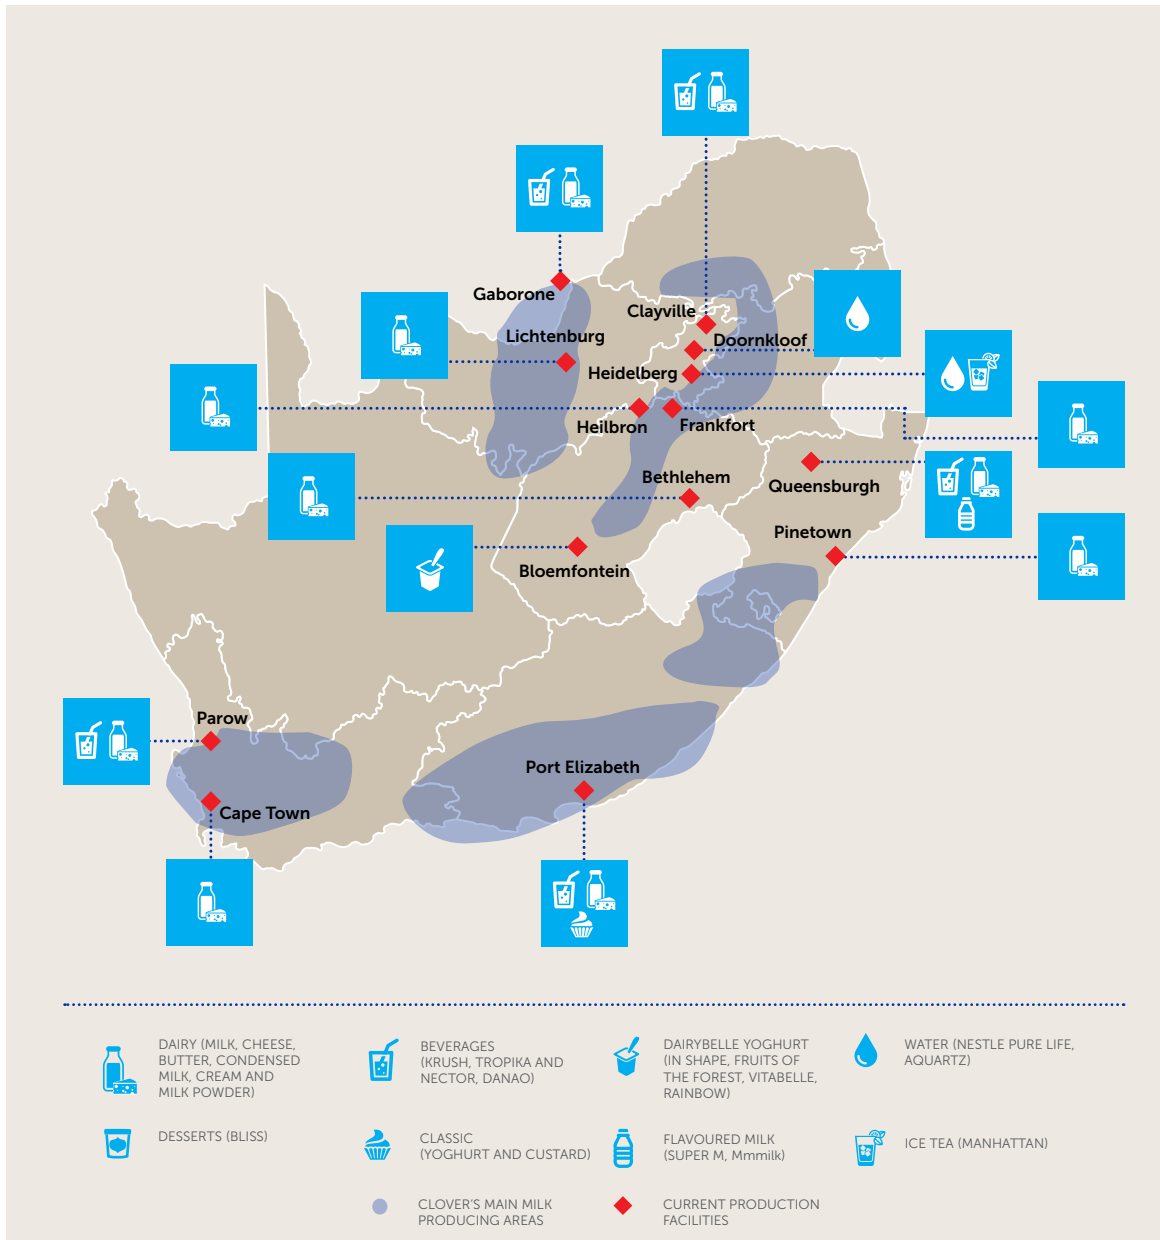 Gaborone
Clayville
Lichtenburg
Doornkloof
Heidelberg
Heilbron
Frankfort
Bethlehem
Queensburgh
Pinetown
Bloemfontein
Parow
Port Elizabeth
Cape Town
DAIRY (MILK, CHEESE,
BUTTER, CONDENSED
MILK, CREAM AND
MILK POWDER)
BEVERAGES
(KRUSH, TROPIKA AND
NECTOR, DANAO)
DAIRYBELLE YOGHURT
(IN SHAPE, FRUITS OF
THE FOREST, VITABELLE,
RAINBOW)
WATER (NESTLE PURE LIFE,
AQUARTZ)
DESSERTS (BLISS)
CLASSIC
(YOGHURT AND CUSTARD)
FLAVOURED MILK
(SUPER M, Mmmilk)
ICE TEA (MANHATTAN)
CLOVER'S MAIN MILK
PRODUCING AREAS
CURRENT PRODUCTION
FACILITIES